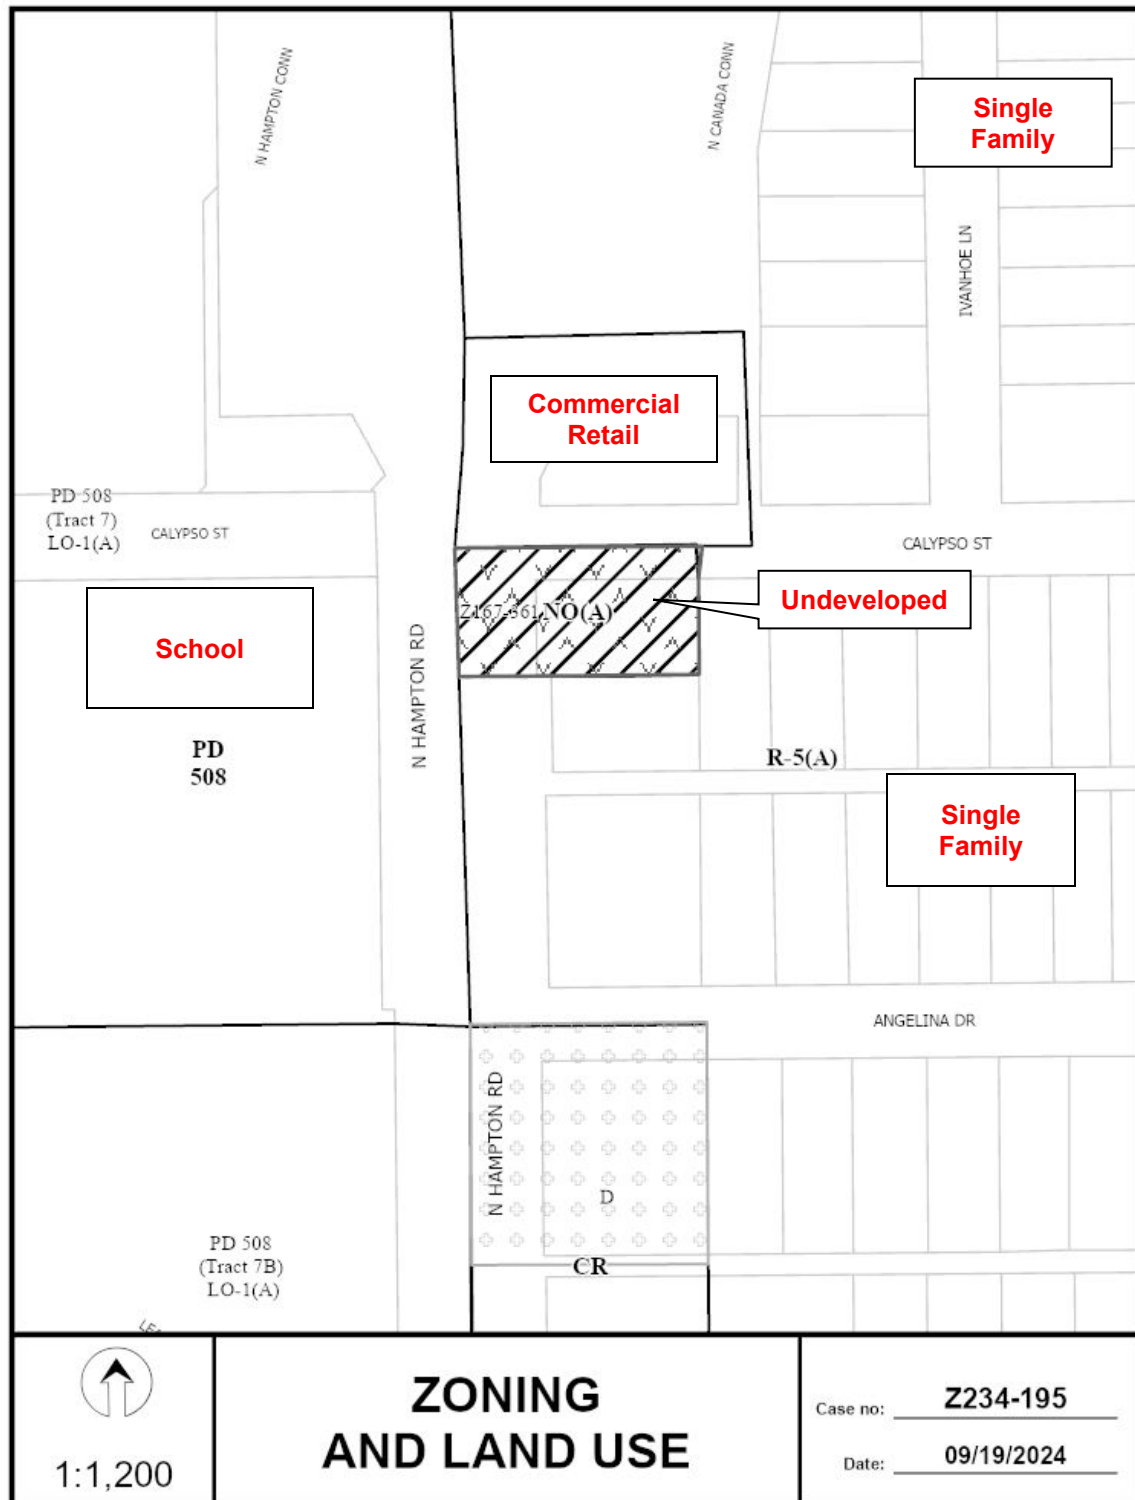 N HAMPTON CONN
N CANADA CONN
Single
Family
IVANHOE LN
Commercial
Retail
PD 508
(Tract 7)
LO-1(A)
CALYPSO ST
CALYPSO ST
Undeveloped
Z167-361
NO(A)
School
N HAMPTON RD
PD
508
R-5(A)
Single
Family
ANGELINA DR
N HAMPTON RD
D
PD 508
(Tract 7B)
LO-1(A)
CR
1:1,200
ZONING
AND LAND USE
Case no: Z234-195
Date: 09/19/2024